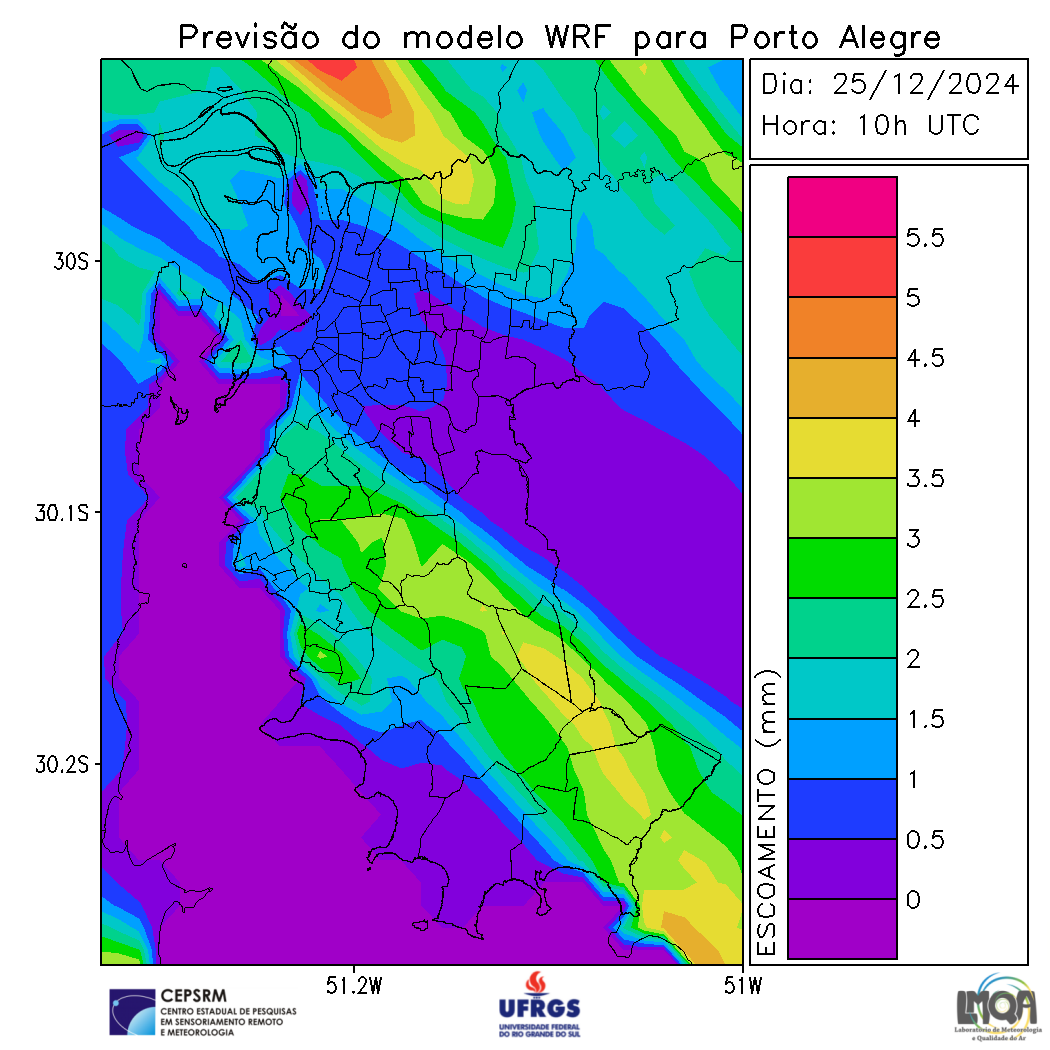 Previsão do modelo WRF para Porto Alegre
Dia: 25/12/2024
Hora: 10h UTC
30S
30.1S
30.2S
51.2W
51W
ESCOAMENTO (mm)
5.5
5
4.5
4
3.5
3
2.5
2
1.5
1
0.5
0
CEPSRM
CENTRO ESTADUAL DE PESQUISAS
EM SENSORIAMENTO REMOTO
E METEOROLOGIA
UFRGS
UNIVERSIDADE FEDERAL
DO RIO GRANDE DO SUL
LMQA
Laboratório de Meteorologia
e Qualidade do Ar